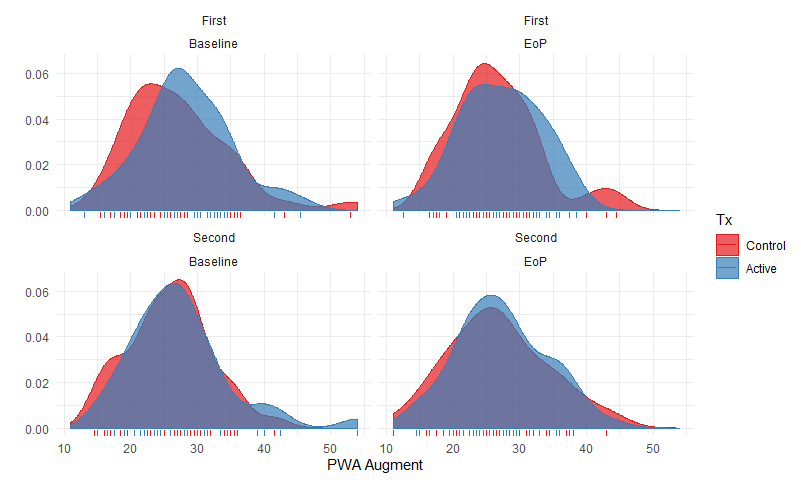 First
First
Baseline
EoP
0.06
0.04
0.02
0.00
Second
Second
Baseline
EoP
0.06
0.04
0.02
0.00
10 20 30 40 50
10 20 30 40 50
PWA Augment
Tx
Control
Active